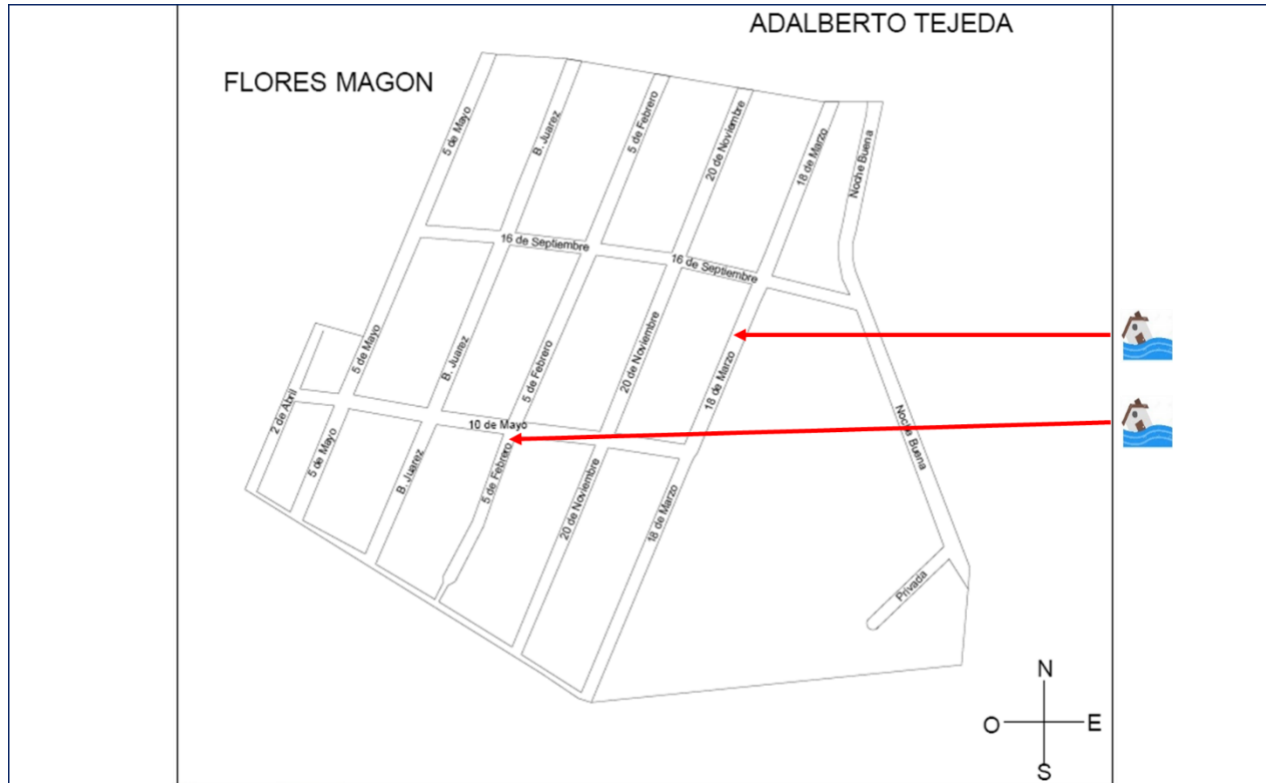 ADALBERTO TEJEDA
FLORES MAGON
5 de Mayo
B. Juarez
5 de Febrero
20 de Noviembre
18 de Marzo
Noche Buena
16 de Septiembre
16 de Septiembre
5 de Mayo
B. Juarez
5 de Febrero
20 de Noviembre
18 de Marzo
Noche Buena
2 de Abril
10 de Mayo
5 de Mayo
B. Juarez
5 de Febrero
20 de Noviembre
18 de Marzo
Privada
N
O
E
S